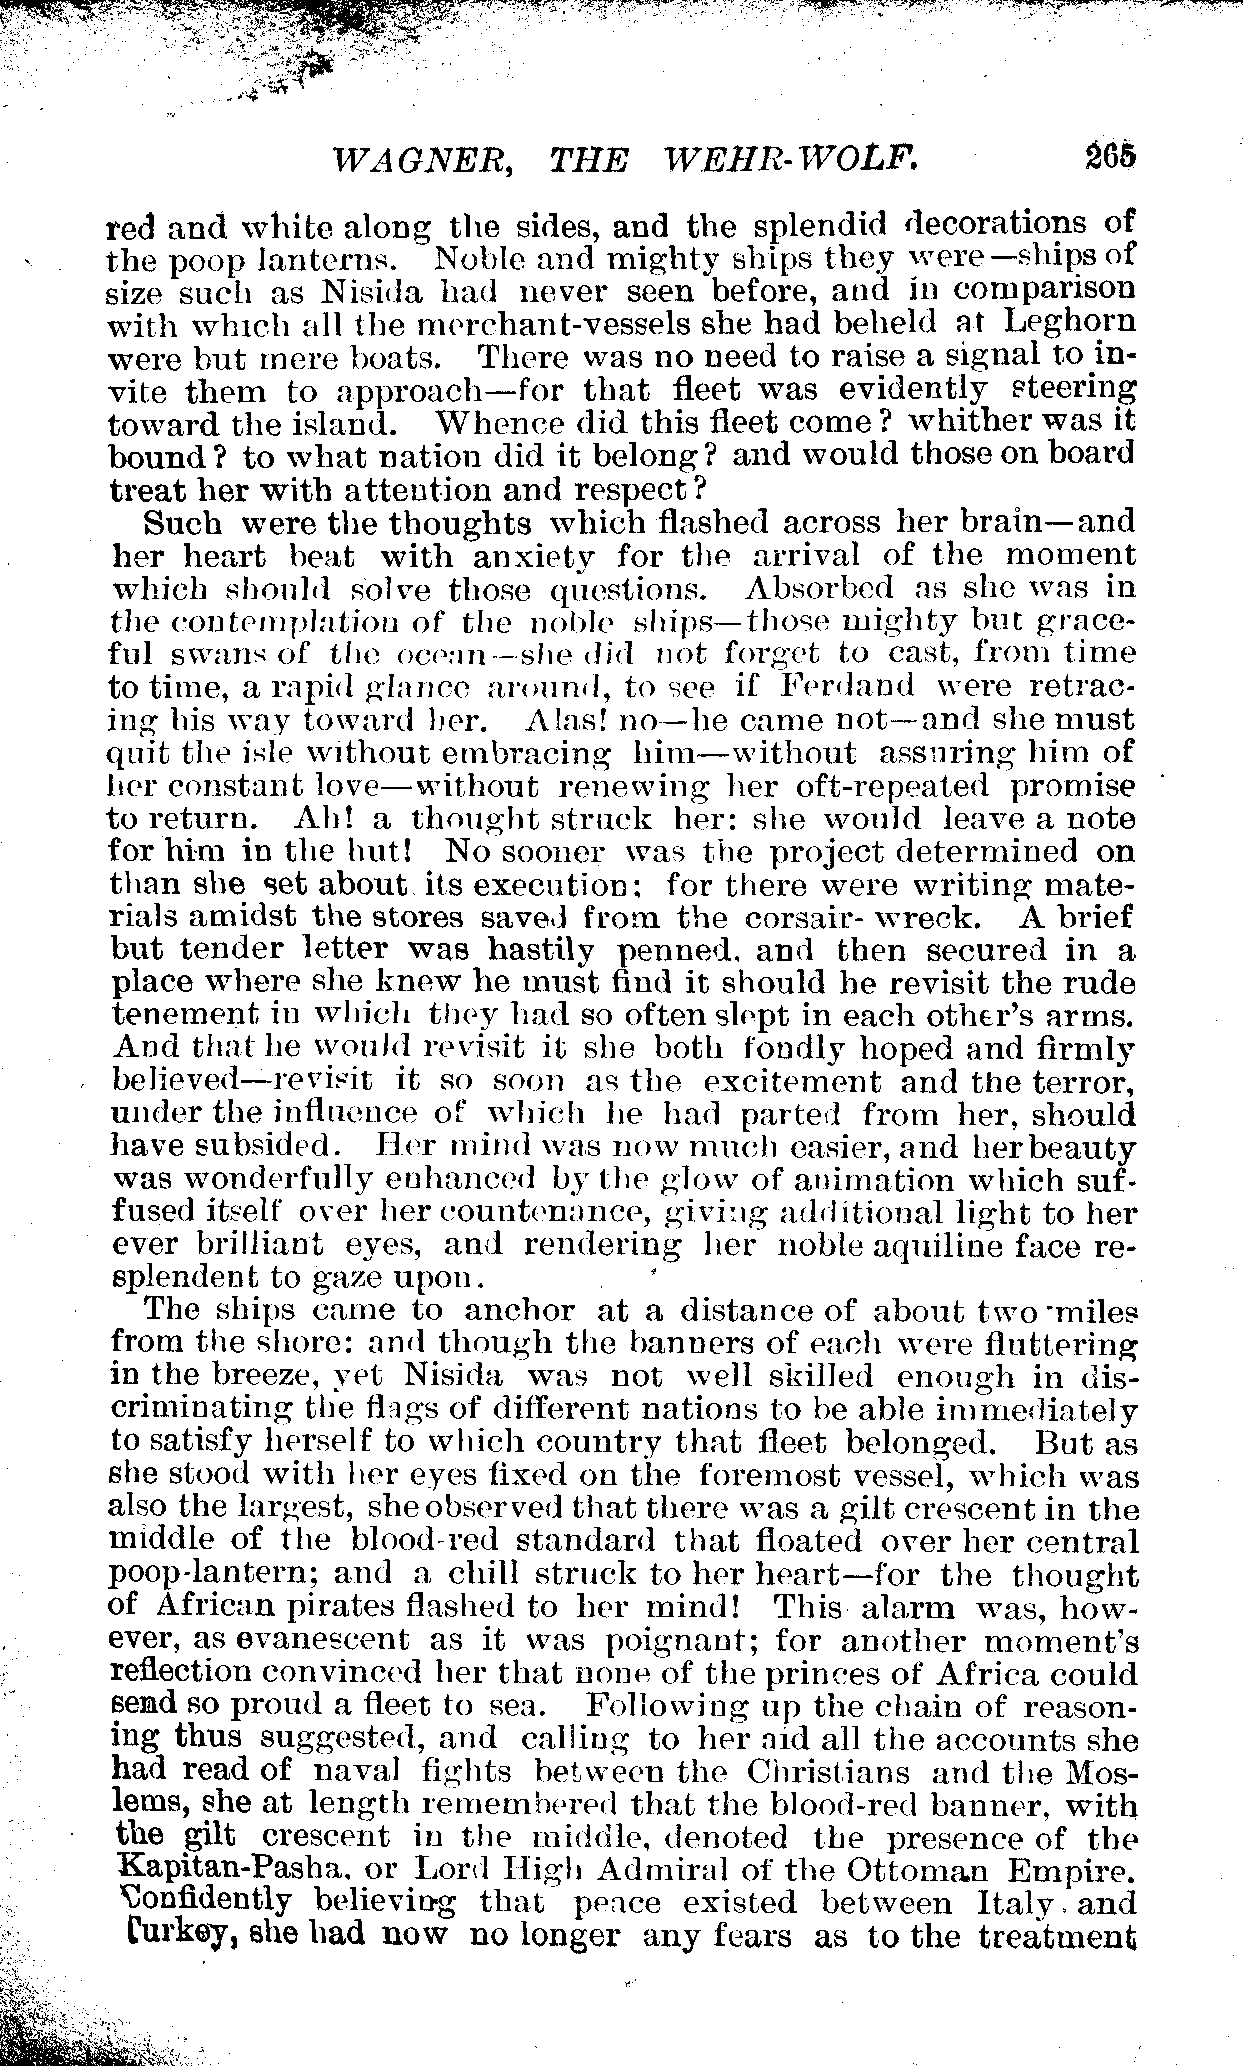 WAGNER, THE WEHR-WOLF. 265
red and white along the sides, and the splendid decorations of
the poop lanterns. Noble and mighty ships they were—ships of
size such as Nisida had never seen before, and in comparison
with which all the merchant-vessels she had beheld at Leghorn
were but mere boats. There was no need to raise a signal to in-
vite them to approach—for that fleet was evidently steering
toward the island. Whence did this fleet come? whither was it
bound? to what nation did it belong? and would those on board
treat her with attention and respect?
Such were the thoughts which flashed across her brain—and
her heart beat with anxiety for the arrival of the moment
which should solve those questions. Absorbed as she was in
the contemplation of the noble ships—those mighty but grace-
ful swans of the ocean—she did not forget to cast, from time
to time, a rapid glance around, to see if Ferdand were retrac-
ing his way toward her. Alas! no—he came not—and she must
quit the isle without embracing him—without assuring him of
her constant love—without renewing her oft-repeated promise
to return. Ah! a thought struck her: she would leave a note
for him in the hut! No sooner was the project determined on
than she set about its execution; for there were writing mate-
rials amidst the stores saved from the corsair-wreck. A brief
but tender letter was hastily penned, and then secured in a
place where she knew he must find it should he revisit the rude
tenement in which they had so often slept in each other's arms.
And that he would revisit it she both fondly hoped and firmly
believed—revisit it so soon as the excitement and the terror,
under the influence of which he had parted from her, should
have subsided. Her mind was now much easier, and her beauty
was wonderfully enhanced by the glow of animation which suf-
fused itself over her countenance, giving additional light to her
ever brilliant eyes, and rendering her noble aquiline face re-
splendent to gaze upon.
The ships came to anchor at a distance of about two miles
from the shore: and though the banners of each were fluttering
in the breeze, yet Nisida was not well skilled enough in dis-
criminating the flags of different nations to be able immediately
to satisfy herself to which country that fleet belonged. But as
she stood with her eyes fixed on the foremost vessel, which was
also the largest, she observed that there was a gilt crescent in the
middle of the blood-red standard that floated over her central
poop-lantern; and a chill struck to her heart—for the thought
of African pirates flashed to her mind! This alarm was, how-
ever, as evanescent as it was poignant; for another moment's
reflection convinced her that none of the princes of Africa could
send so proud a fleet to sea. Following up the chain of reason-
ing thus suggested, and calling to her aid all the accounts she
had read of naval fights between the Christians and the Mos-
lems, she at length remembered that the blood-red banner, with
the gilt crescent in the middle, denoted the presence of the
Kapitan-Pasha, or Lord High Admiral of the Ottoman Empire.
Confidently believing that peace existed between Italy and
Turkey, she had now no longer any fears as to the treatment